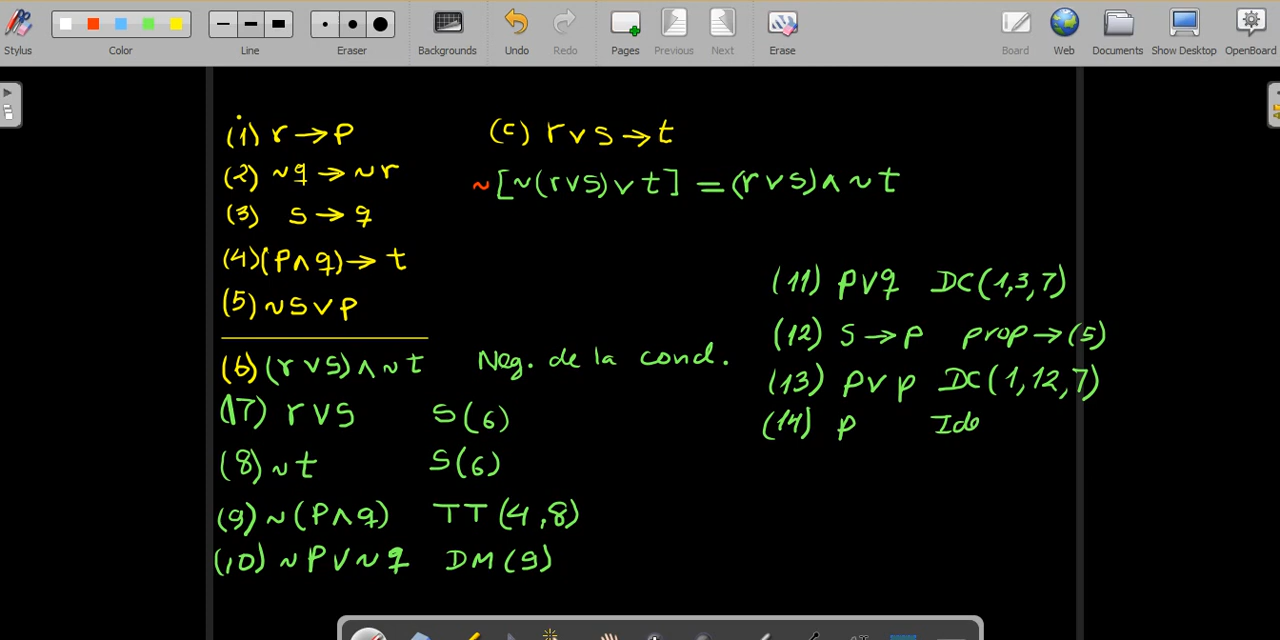 Stylus Color Line Eraser Backgrounds Undo Redo Pages Previous Next Erase Board Web Documents Show Desktop OpenBoard
(1) r → p
(2) ~q → ~r
(3) s → q
(4) (p ∧ q) → t
(5) ~s ∨ p
(c) r ∨ s → t
~[~(r ∨ s) ∨ t] = (r ∨ s) ∧ ~t
(6) (r ∨ s) ∧ ~t Neg. de la cond.
(7) r ∨ s S(6)
(8) ~t S(6)
(9) ~(p ∧ q) TT (4,8)
(10) ~p ∨ ~q DM (9)
(11) p ∨ q DC(1,3,7)
(12) s → p prop → (5)
(13) p ∨ p DC(1,12,7)
(14) p Ide